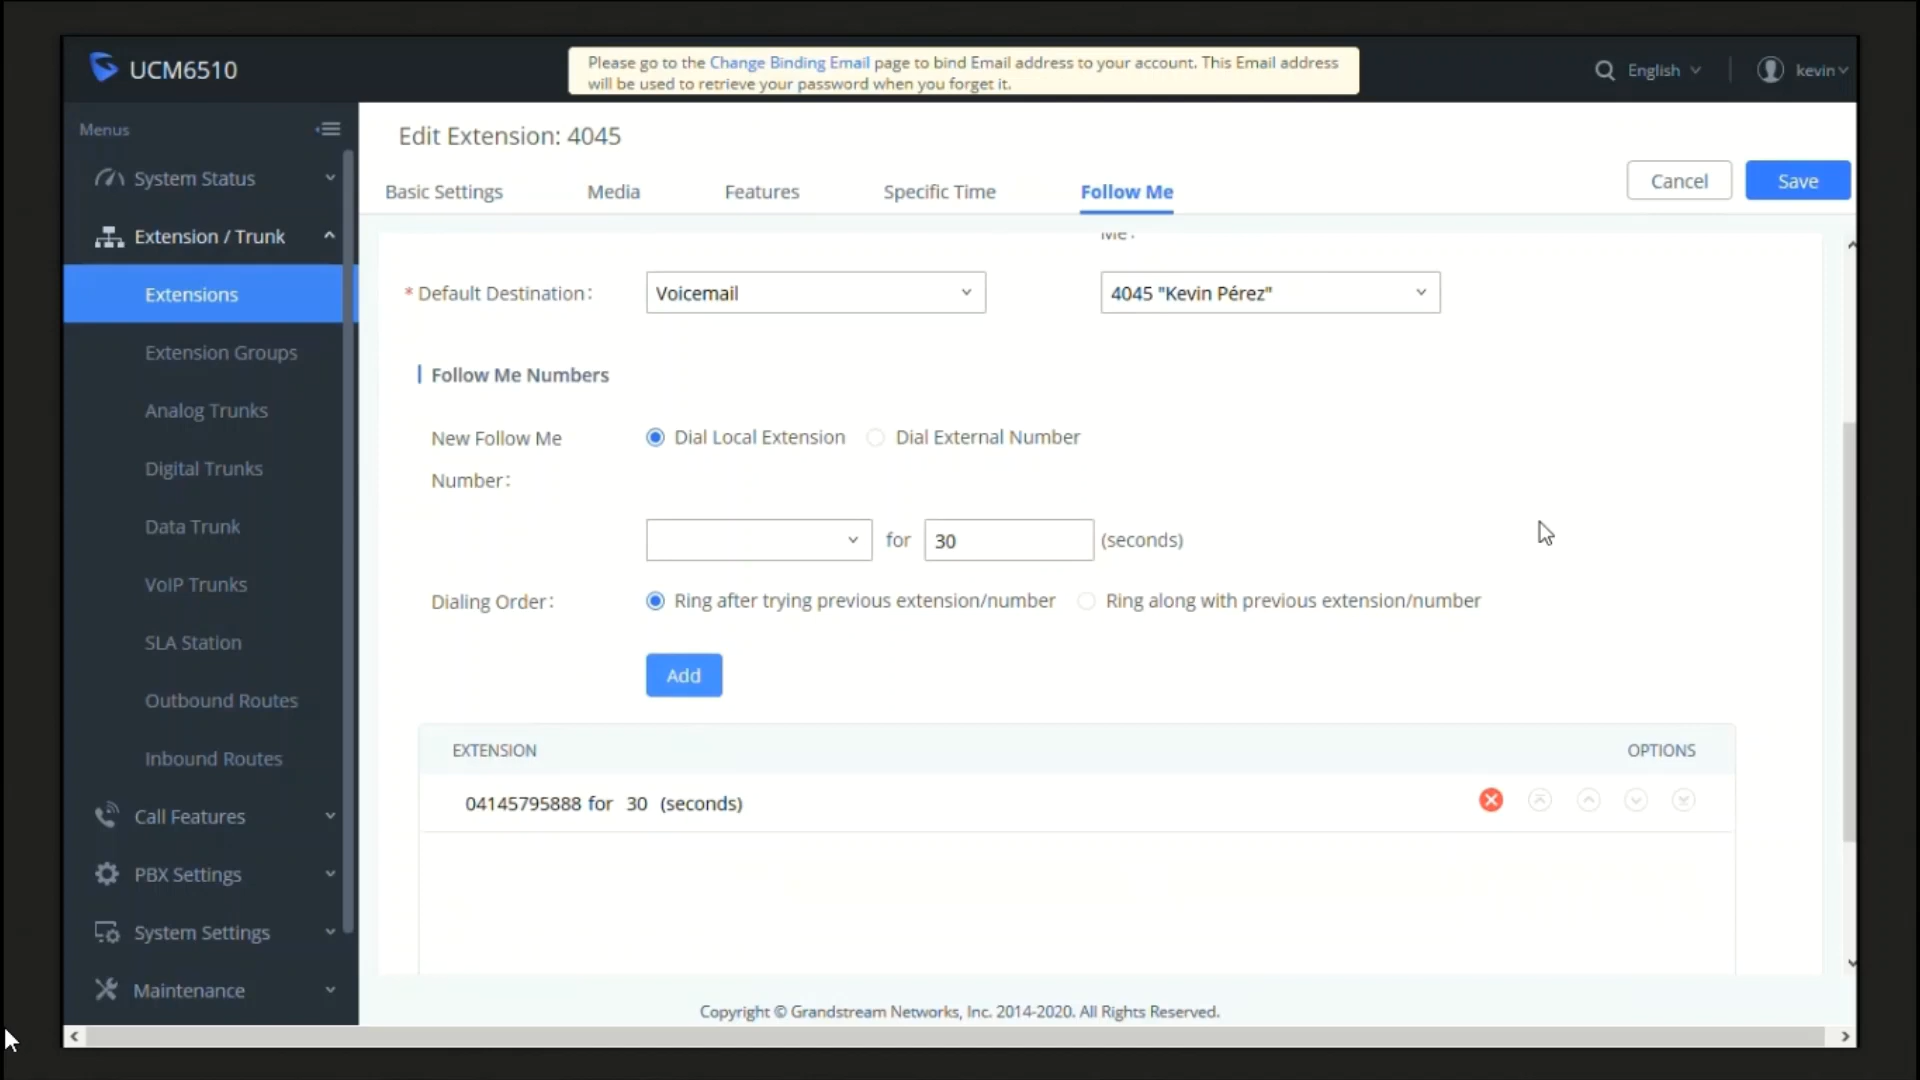 UCM6510
Please go to the Change Binding Email page to bind Email address to your account. This Email address
will be used to retrieve your password when you forget it.
English
kevin
Menus
System Status
Extension / Trunk
Extensions
Extension Groups
Analog Trunks
Digital Trunks
Data Trunk
VoIP Trunks
SLA Station
Outbound Routes
Inbound Routes
Call Features
PBX Settings
System Settings
Maintenance
Edit Extension: 4045
Cancel
Save
Basic Settings
Media
Features
Specific Time
Follow Me
Me :
* Default Destination :
Voicemail
4045 "Kevin Pérez"
Follow Me Numbers
New Follow Me
Number :
Dial Local Extension
Dial External Number
for 30 (seconds)
Dialing Order :
Ring after trying previous extension/number
Ring along with previous extension/number
Add
EXTENSION
OPTIONS
04145795888 for 30 (seconds)
Copyright © Grandstream Networks, Inc. 2014-2020. All Rights Reserved.